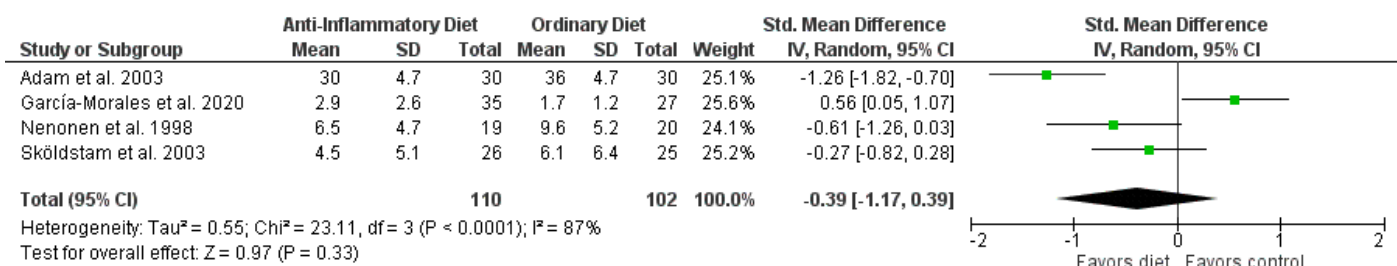 Anti-Inflammatory Diet Ordinary Diet Std. Mean Difference Std. Mean Difference
Study or Subgroup Mean SD Total Mean SD Total Weight IV, Random, 95% CI IV, Random, 95% CI
Adam et al. 2003 30 4.7 30 36 4.7 30 25.1% -1.26 [-1.82, -0.70]
García-Morales et al. 2020 2.9 2.6 35 1.7 1.2 27 25.6% 0.56 [0.05, 1.07]
Nenonen et al. 1998 6.5 4.7 19 9.6 5.2 20 24.1% -0.61 [-1.26, 0.03]
Sköldstam et al. 2003 4.5 5.1 26 6.1 6.4 25 25.2% -0.27 [-0.82, 0.28]
Total (95% CI) 110 102 100.0% -0.39 [-1.17, 0.39]
Heterogeneity: Tau² = 0.55; Chi² = 23.11, df = 3 (P < 0.0001); I² = 87%
Test for overall effect: Z = 0.97 (P = 0.33)
-2 -1 0 1 2
Favors diet Favors control